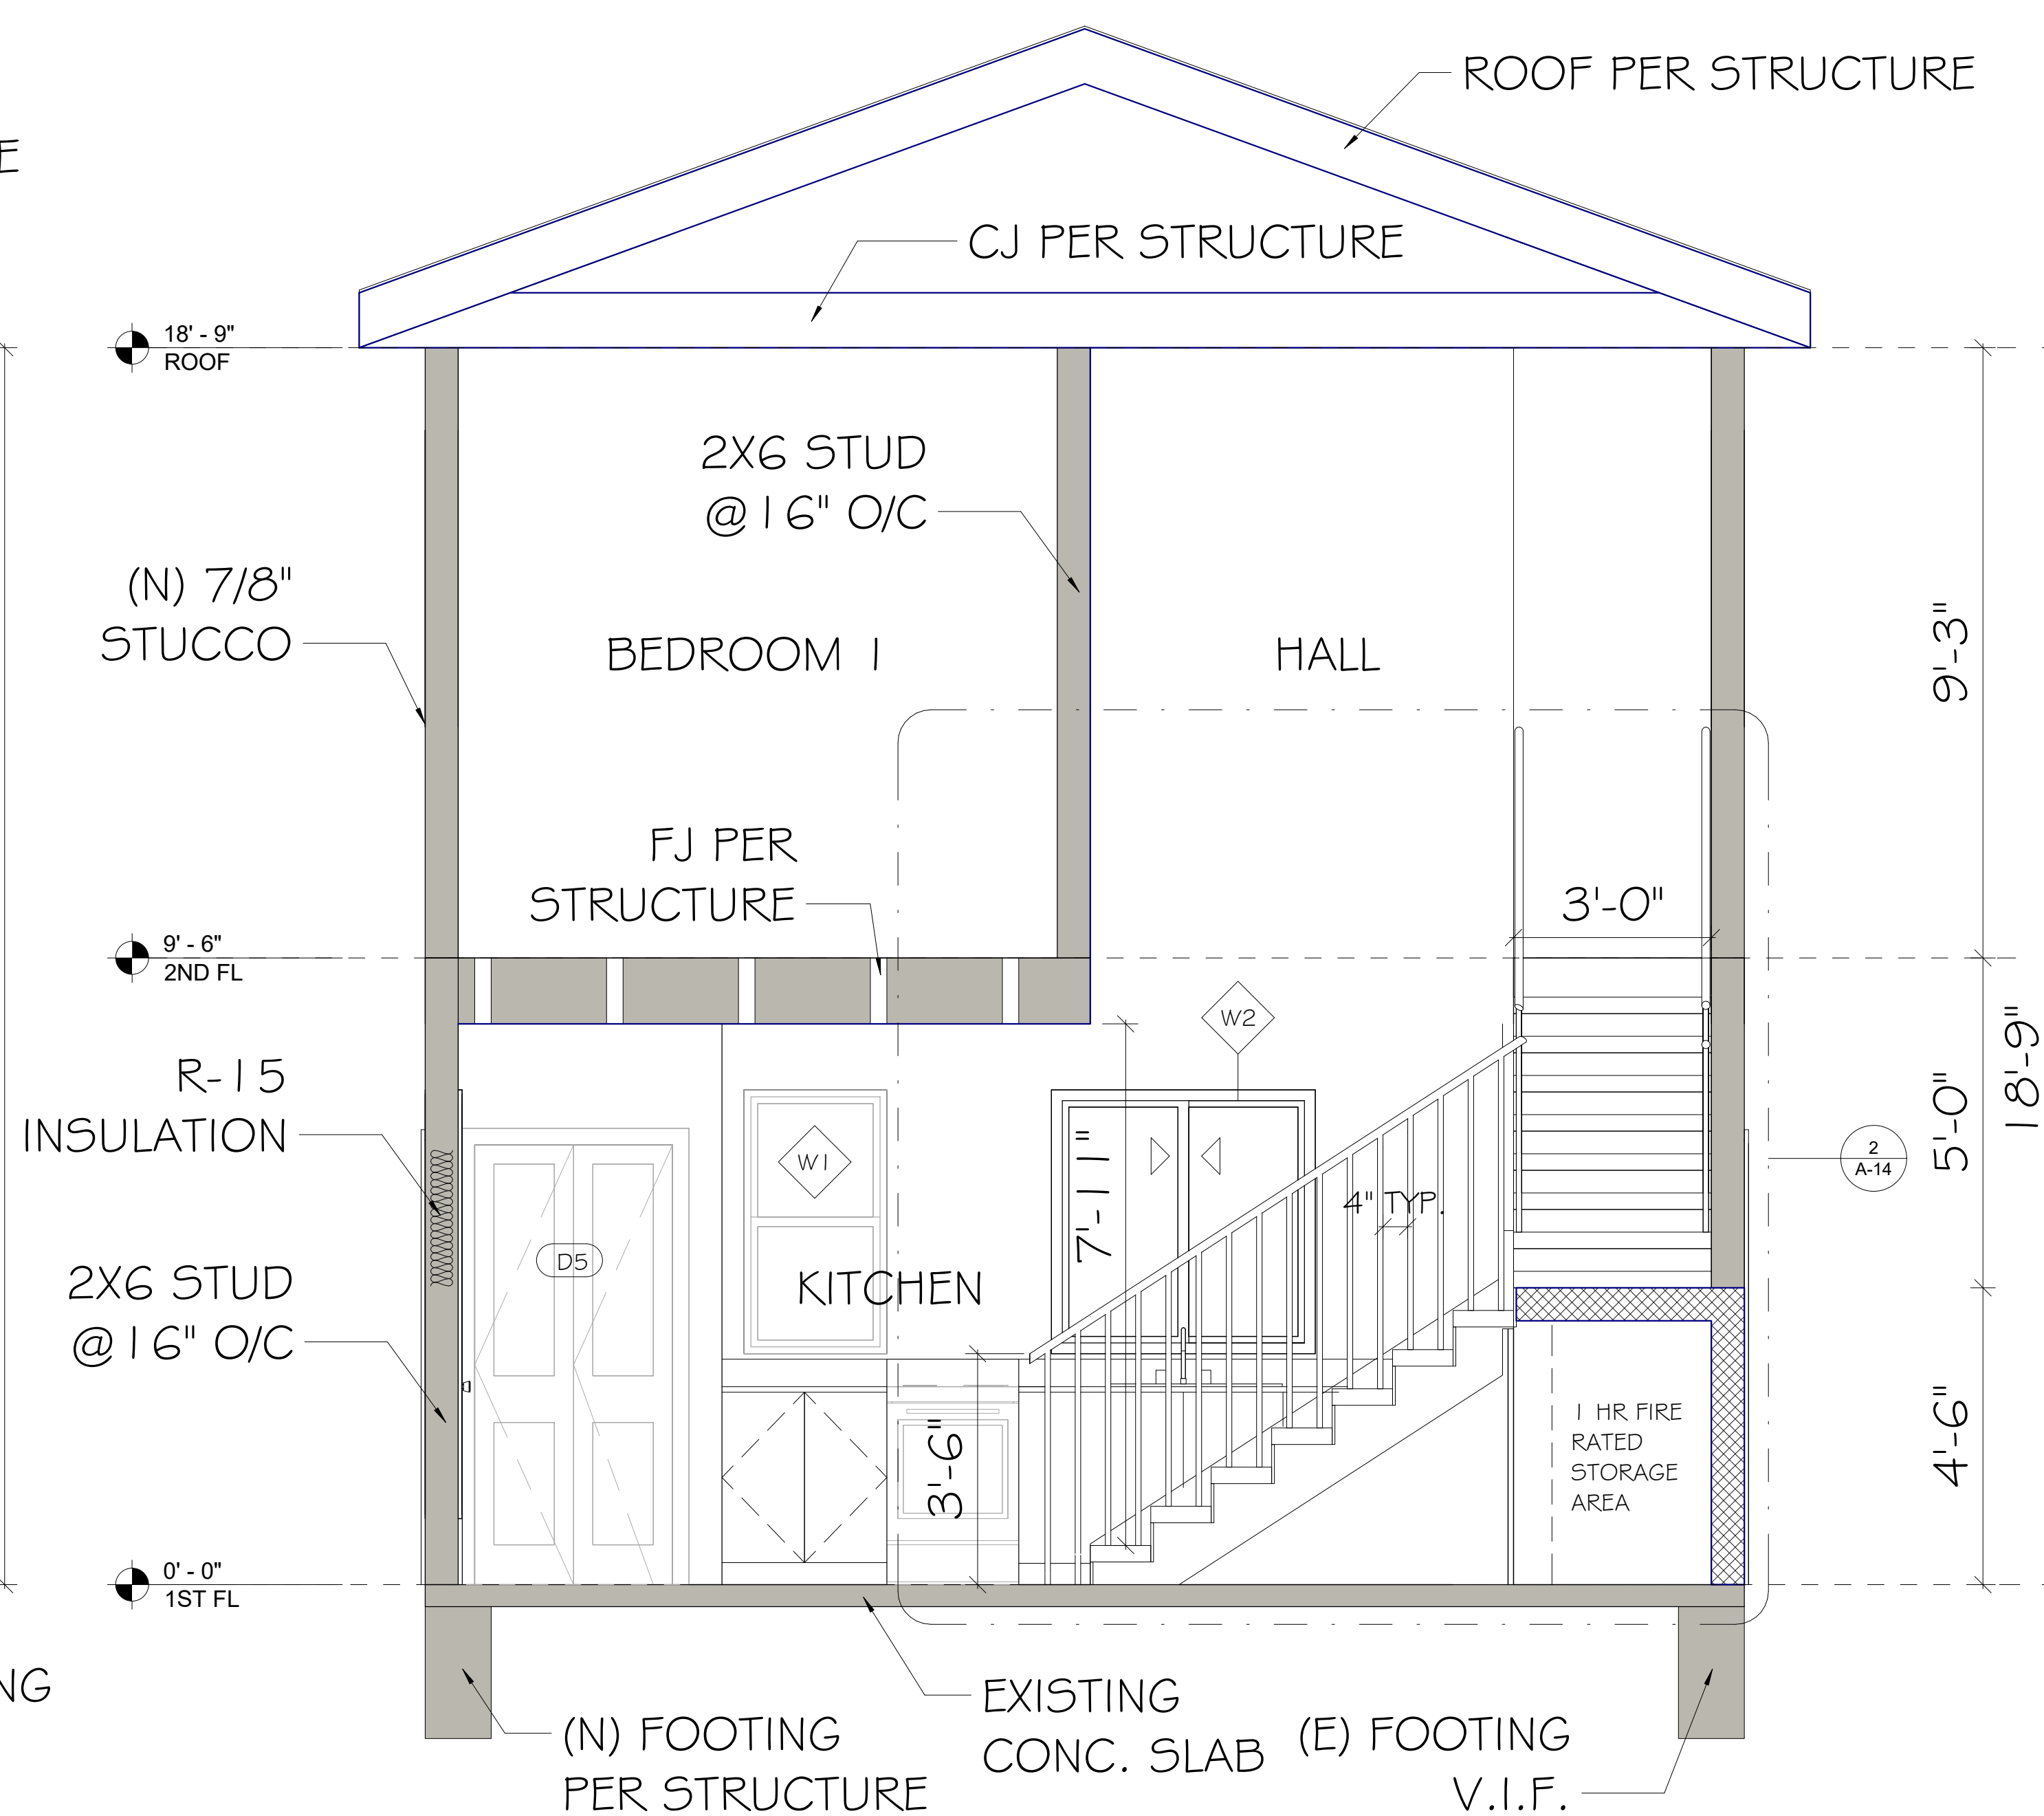 ROOF PER STRUCTURE
E
CJ PER STRUCTURE
18' - 9"
ROOF
2X6 STUD
@16" O/C
(N) 7/8"
STUCCO
BEDROOM 1
HALL
9'-3"
FJ PER
STRUCTURE
3'-0"
9' - 6"
2ND FL
W2
R-15
INSULATION
W1
7'-11"
4" TYP.
5'-0"
18'-9"
2
A-14
D5
KITCHEN
2X6 STUD
@16" O/C
3'-6"
1 HR FIRE
RATED
STORAGE
AREA
4'-6"
0' - 0"
1ST FL
NG
EXISTING
CONC. SLAB
(N) FOOTING
PER STRUCTURE
(E) FOOTING
V.I.F.